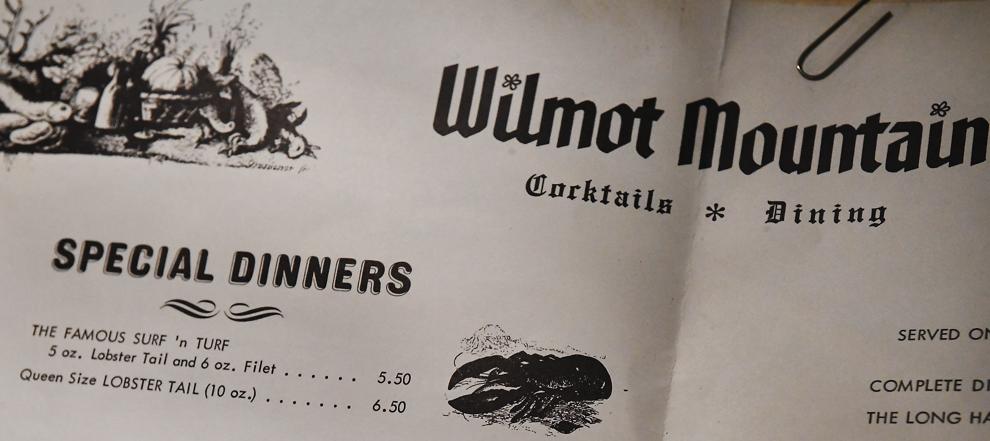 Wilmot Mountain
Cocktails * Dining
SPECIAL DINNERS
THE FAMOUS SURF 'n TURF
5 oz. Lobster Tail and 6 oz. Filet . . . . . . . 5.50
Queen Size LOBSTER TAIL (10 oz.) . . . . . . . . 6.50
SERVED ON
COMPLETE DI
THE LONG HA